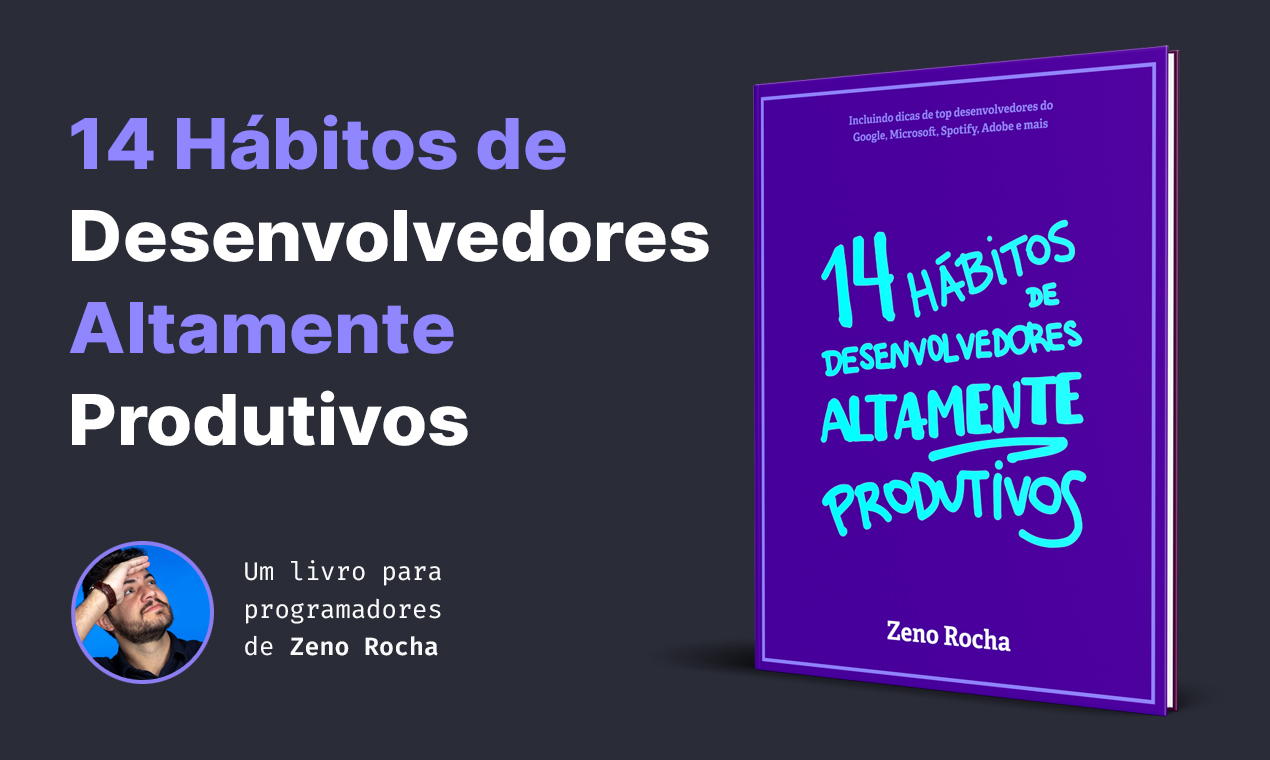 14 Hábitos de
Desenvolvedores
Altamente
Produtivos
Um livro para
programadores
de Zeno Rocha
Incluindo dicas de top desenvolvedores do
Google, Microsoft, Spotify, Adobe e mais
14 HÁBITOS
DE
DESENVOLVEDORES
ALTAMENTE
PRODUTIVOS
Zeno Rocha